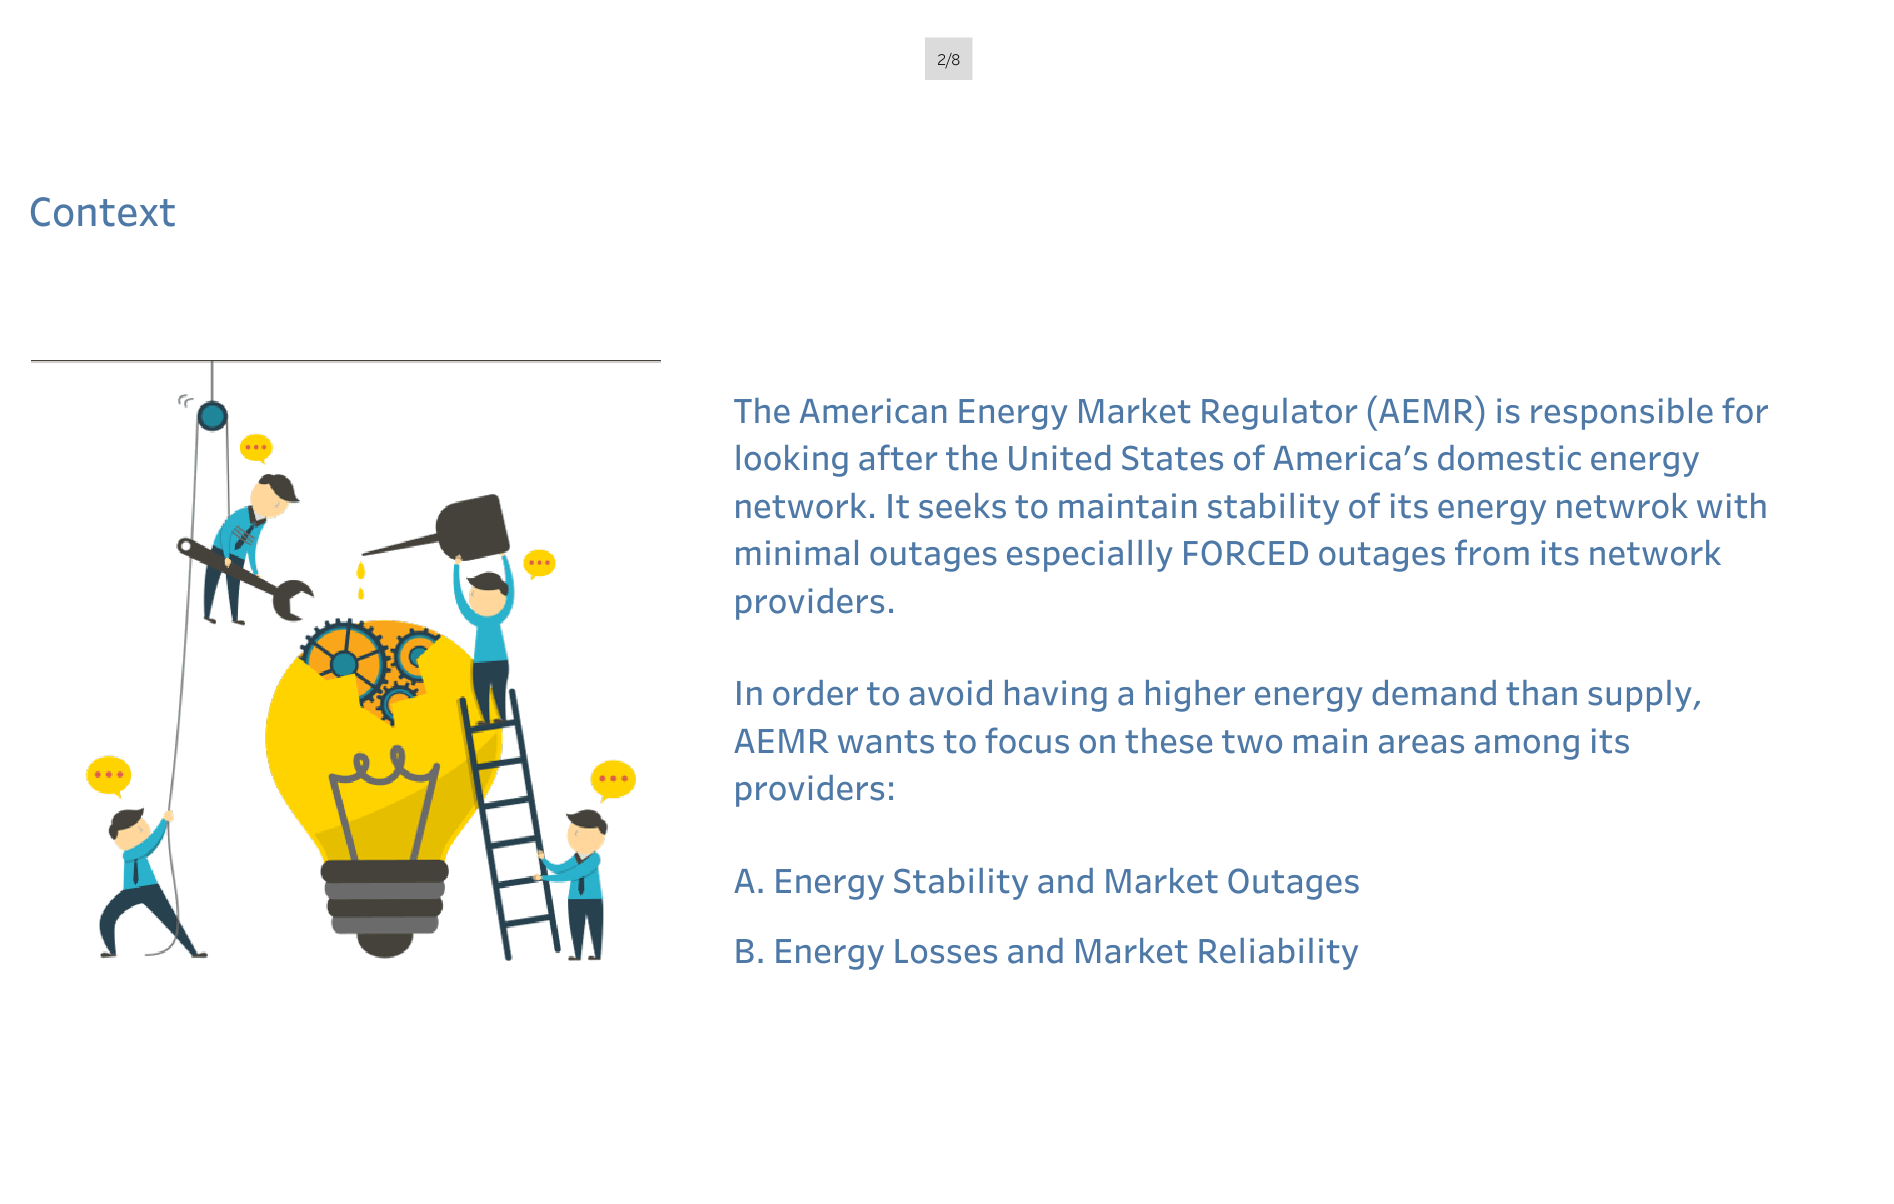 2/8
Context
The American Energy Market Regulator (AEMR) is responsible for
looking after the United States of America’s domestic energy
network. It seeks to maintain stability of its energy netwrok with
minimal outages especiallly FORCED outages from its network
providers.
In order to avoid having a higher energy demand than supply,
AEMR wants to focus on these two main areas among its
providers:
A. Energy Stability and Market Outages
B. Energy Losses and Market Reliability